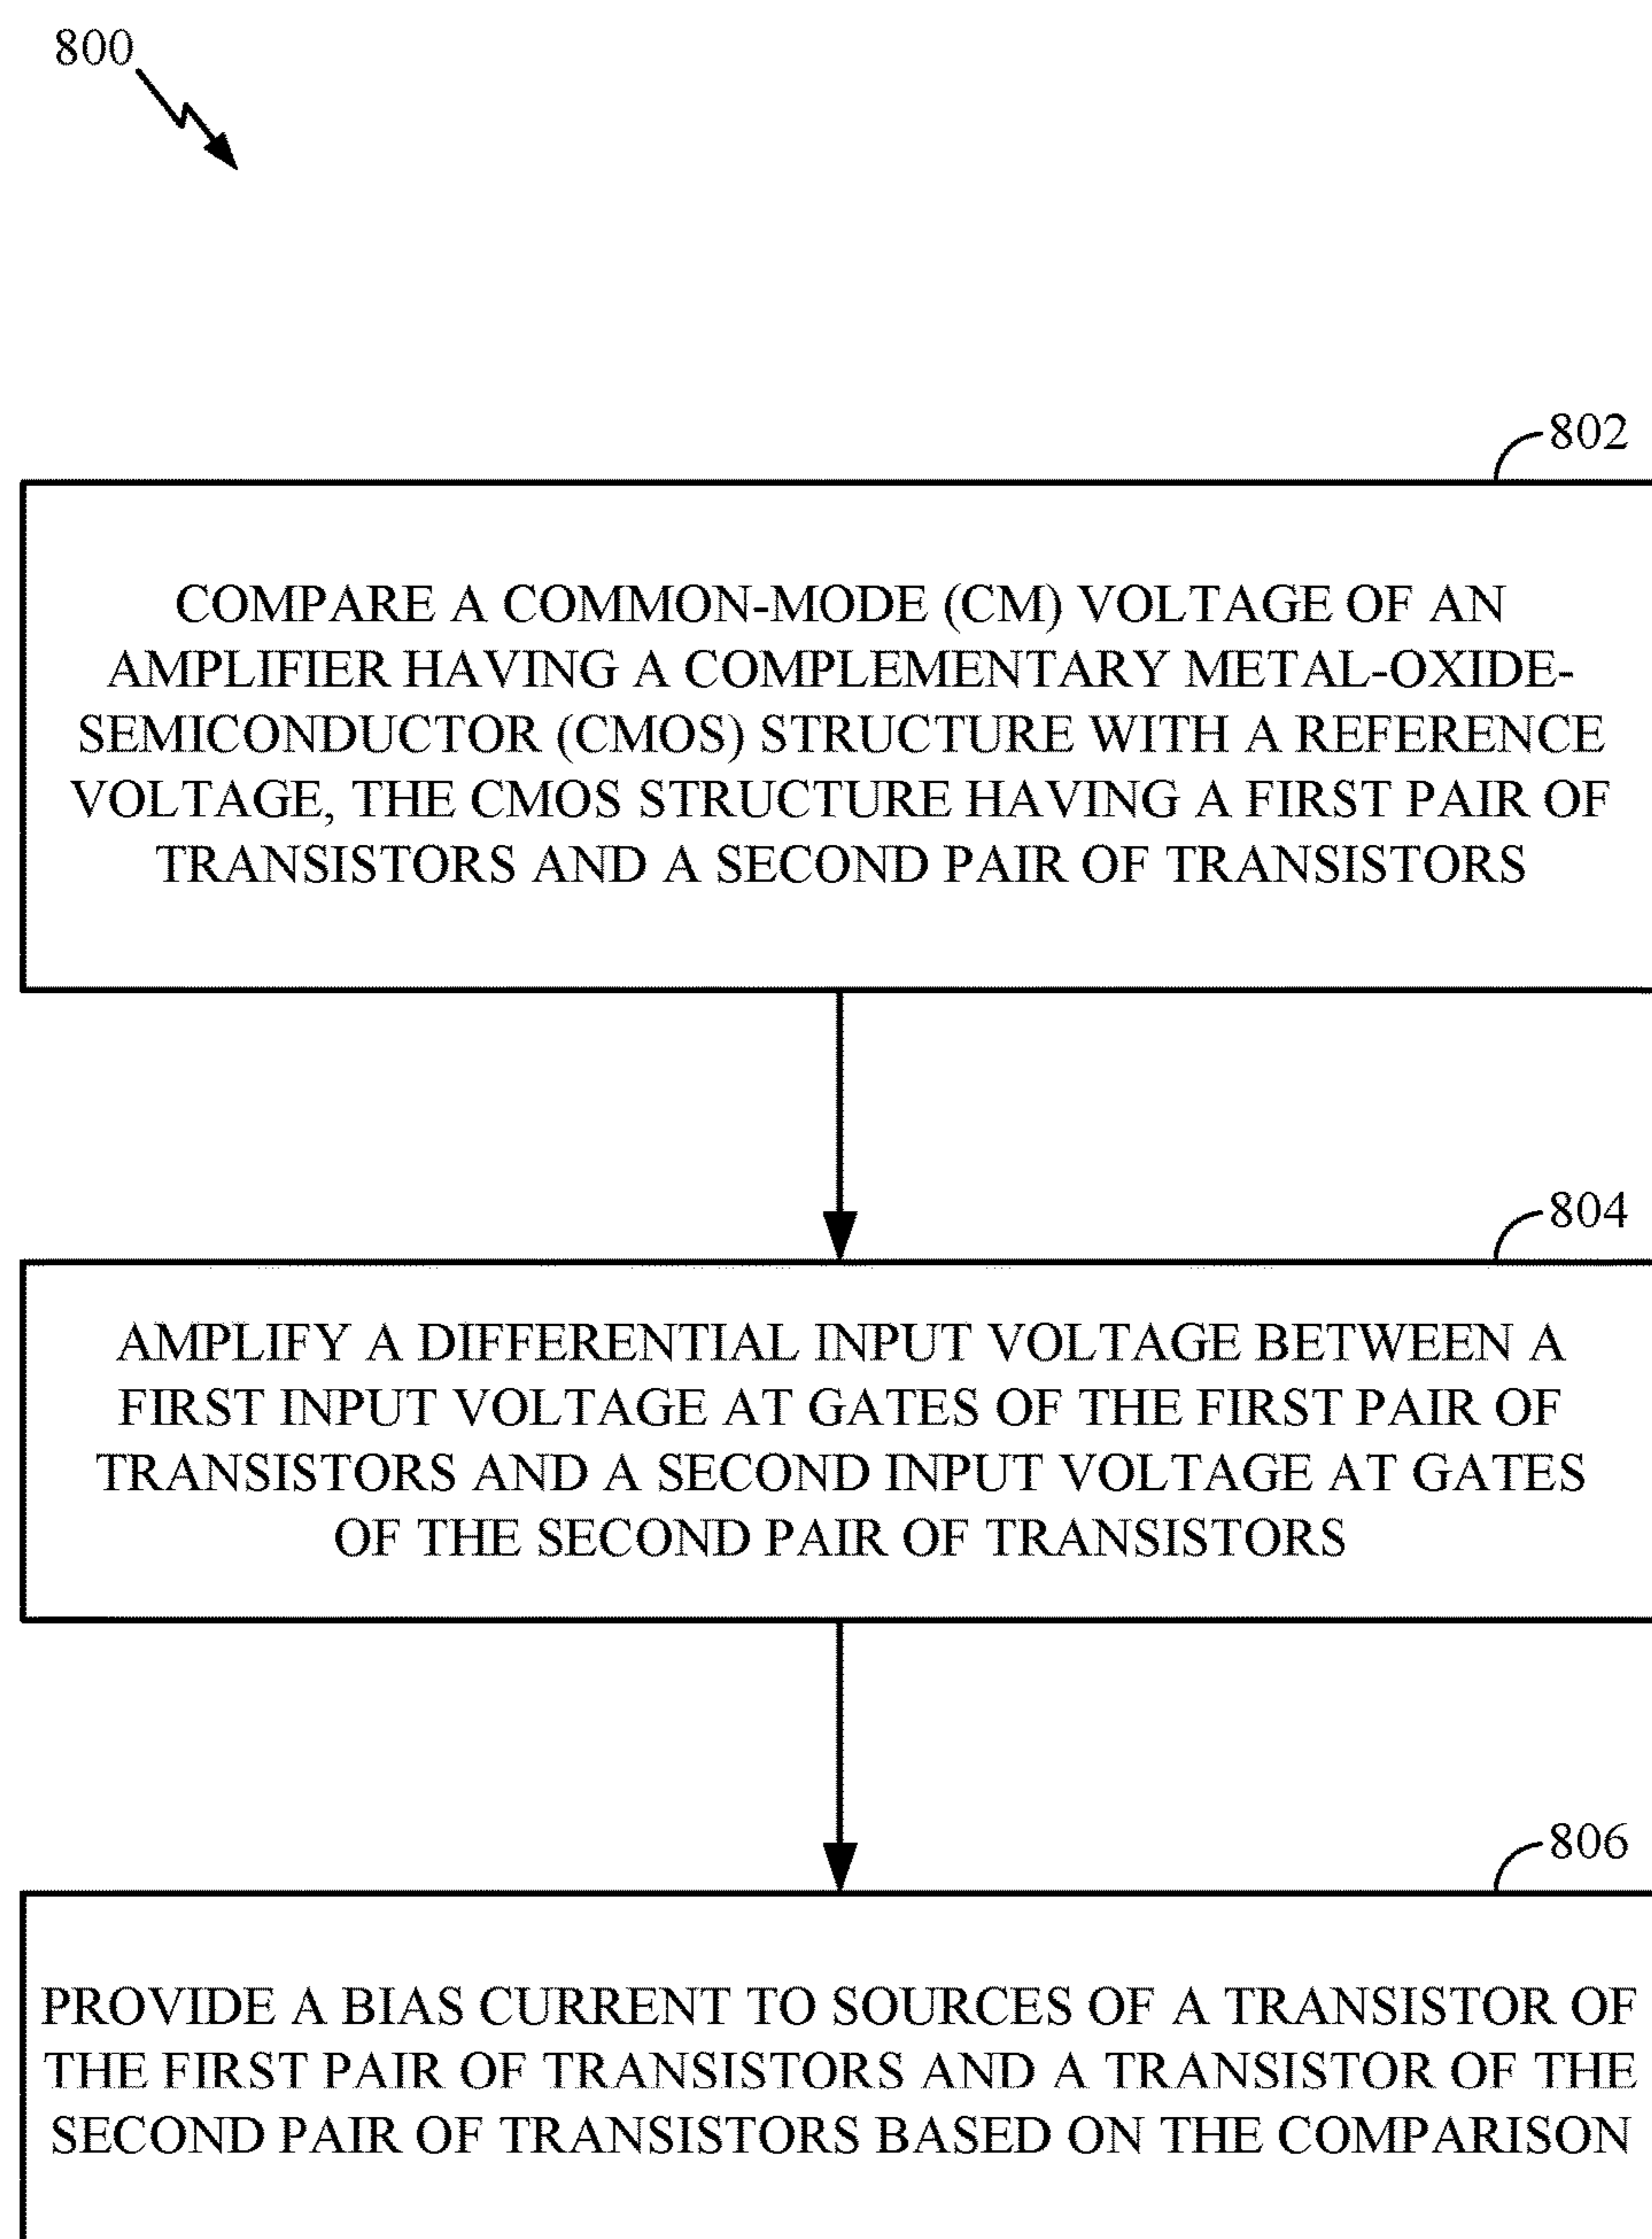 800
802
COMPARE A COMMON-MODE (CM) VOLTAGE OF AN
AMPLIFIER HAVING A COMPLEMENTARY METAL-OXIDE-
SEMICONDUCTOR (CMOS) STRUCTURE WITH A REFERENCE
VOLTAGE, THE CMOS STRUCTURE HAVING A FIRST PAIR OF
TRANSISTORS AND A SECOND PAIR OF TRANSISTORS
804
AMPLIFY A DIFFERENTIAL INPUT VOLTAGE BETWEEN A
FIRST INPUT VOLTAGE AT GATES OF THE FIRST PAIR OF
TRANSISTORS AND A SECOND INPUT VOLTAGE AT GATES
OF THE SECOND PAIR OF TRANSISTORS
806
PROVIDE A BIAS CURRENT TO SOURCES OF A TRANSISTOR OF
THE FIRST PAIR OF TRANSISTORS AND A TRANSISTOR OF THE
SECOND PAIR OF TRANSISTORS BASED ON THE COMPARISON